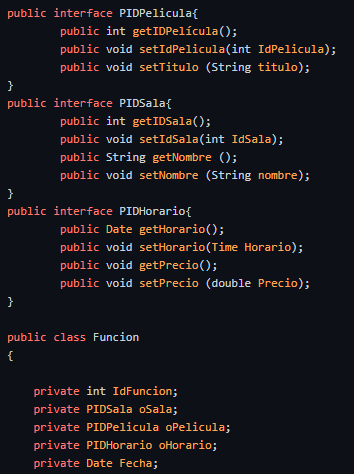 public interface PIDPelicula{
public int getIDPelícula();
public void setIdPelicula(int IdPelicula);
public void setTitulo (String titulo);
}
public interface PIDSala{
public int getIDSala();
public void setIdSala(int IdSala);
public String getNombre ();
public void setNombre (String nombre);
}
public interface PIDHorario{
public Date getHorario();
public void setHorario(Time Horario);
public void getPrecio();
public void setPrecio (double Precio);
}
public class Funcion
{
private int IdFuncion;
private PIDSala oSala;
private PIDPelicula oPelicula;
private PIDHorario oHorario;
private Date Fecha;